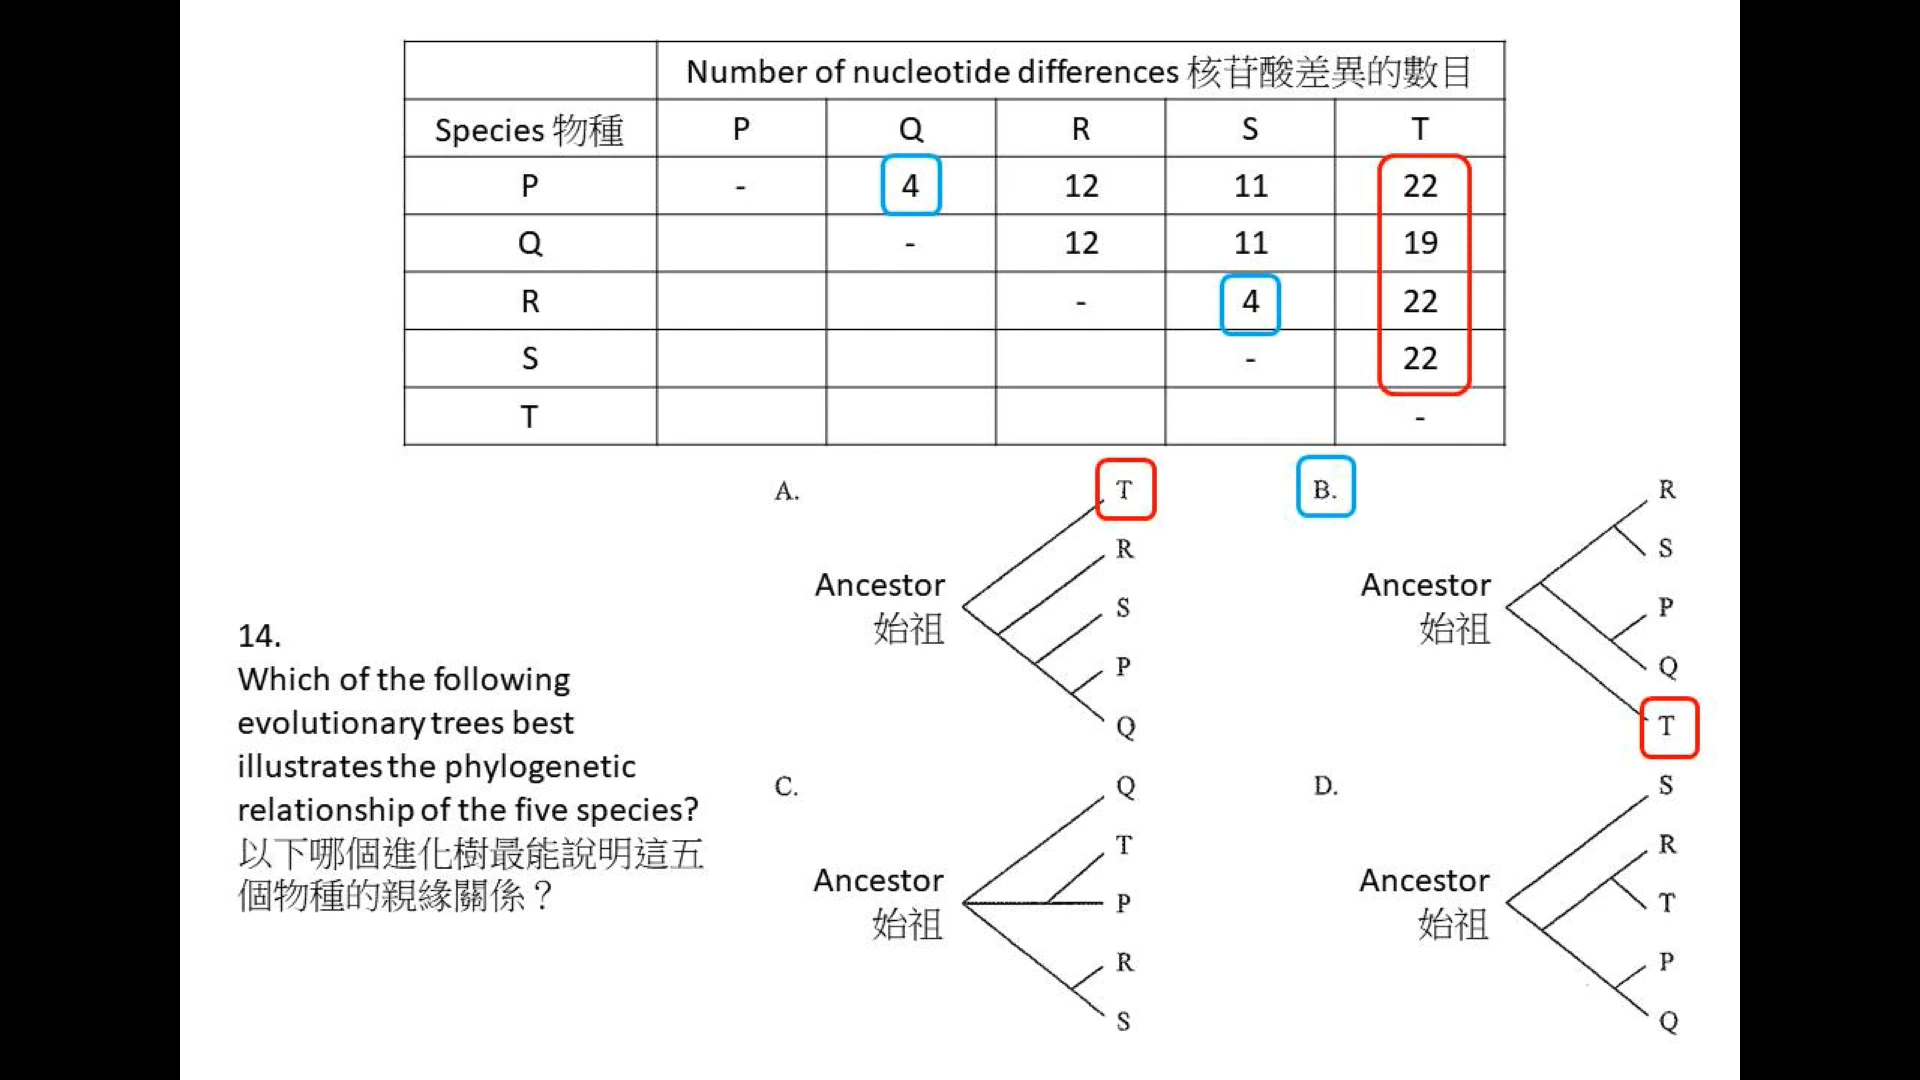 Number of nucleotide differences 核苷酸差異的數目
Species 物種 P Q R S T
P - 4 12 11 22
Q - 12 11 19
R - 4 22
S - 22
T -
14.
Which of the following
evolutionary trees best
illustrates the phylogenetic
relationship of the five species?
以下哪個進化樹最能說明這五
個物種的親緣關係？
A.
Ancestor
始祖
T
R
S
P
Q
B.
Ancestor
始祖
R
S
P
Q
T
C.
Ancestor
始祖
Q
T
P
R
S
D.
Ancestor
始祖
S
R
T
P
Q